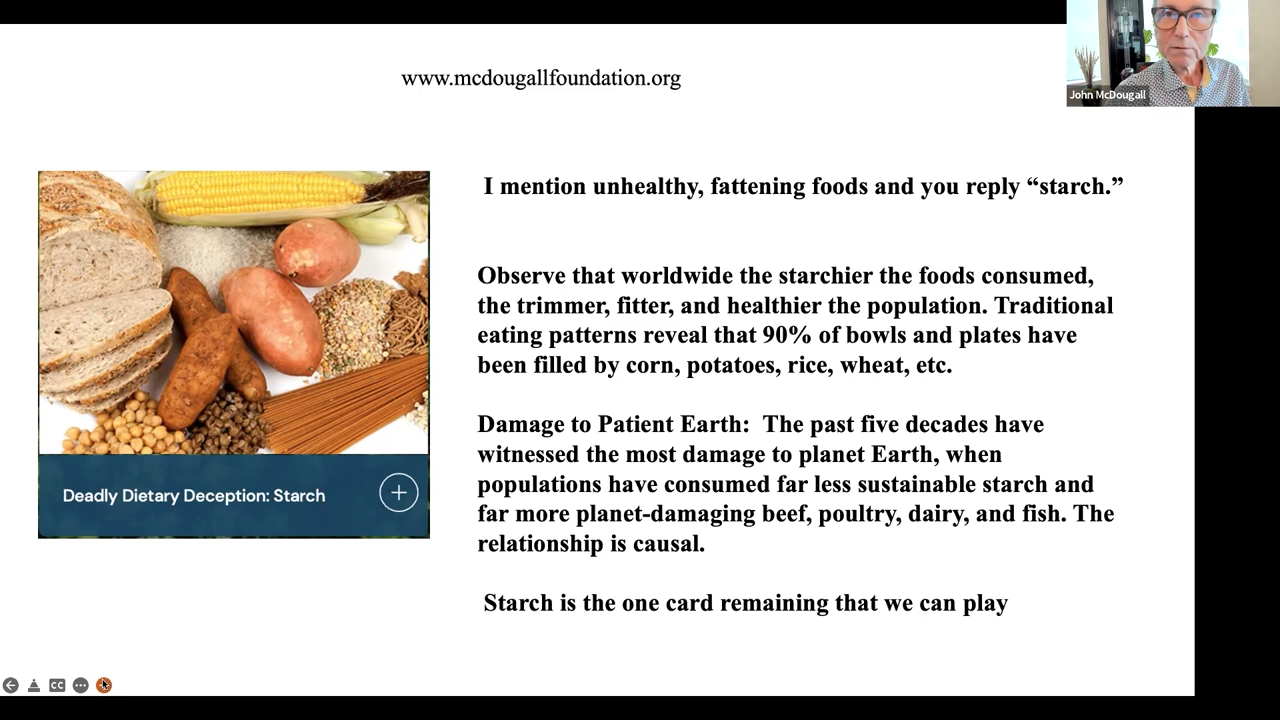 www.mcdougallfoundation.org
John McDougall
I mention unhealthy, fattening foods and you reply “starch.”
Observe that worldwide the starchier the foods consumed,
the trimmer, fitter, and healthier the population. Traditional
eating patterns reveal that 90% of bowls and plates have
been filled by corn, potatoes, rice, wheat, etc.
Damage to Patient Earth:  The past five decades have
witnessed the most damage to planet Earth, when
populations have consumed far less sustainable starch and
far more planet-damaging beef, poultry, dairy, and fish. The
relationship is causal.
Starch is the one card remaining that we can play
Deadly Dietary Deception: Starch
CC